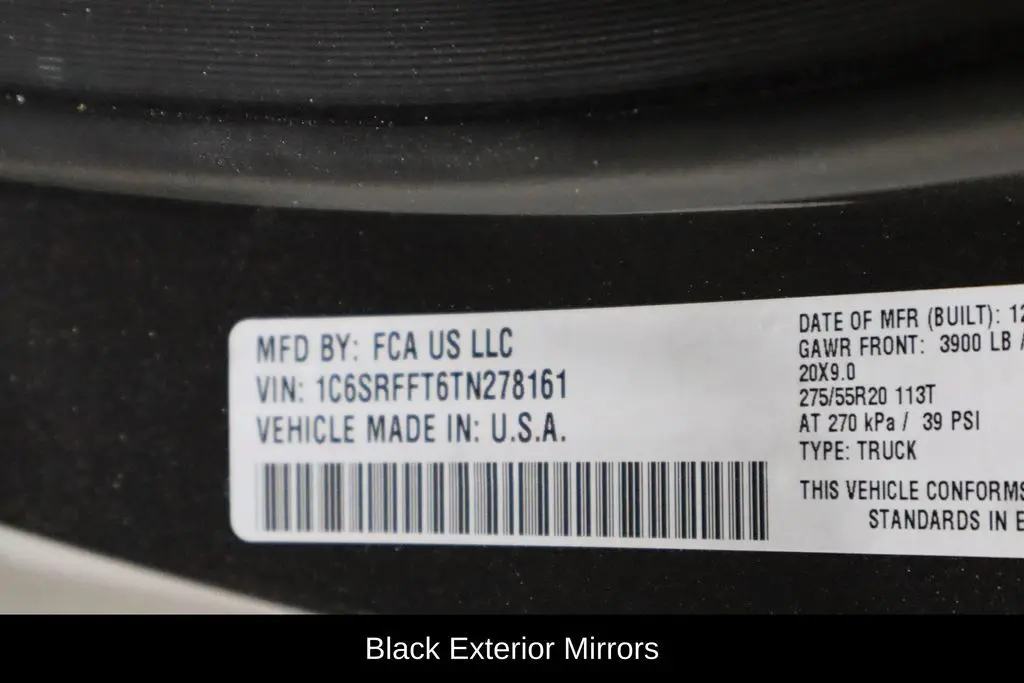 MFD BY: FCA US LLC
VIN: 1C6SRFFT6TN278161
VEHICLE MADE IN: U.S.A.
DATE OF MFR (BUILT): 12
GAWR FRONT: 3900 LB /
20X9.0
275/55R20 113T
AT 270 kPa / 39 PSI
TYPE: TRUCK
THIS VEHICLE CONFORMS
STANDARDS IN
Black Exterior Mirrors